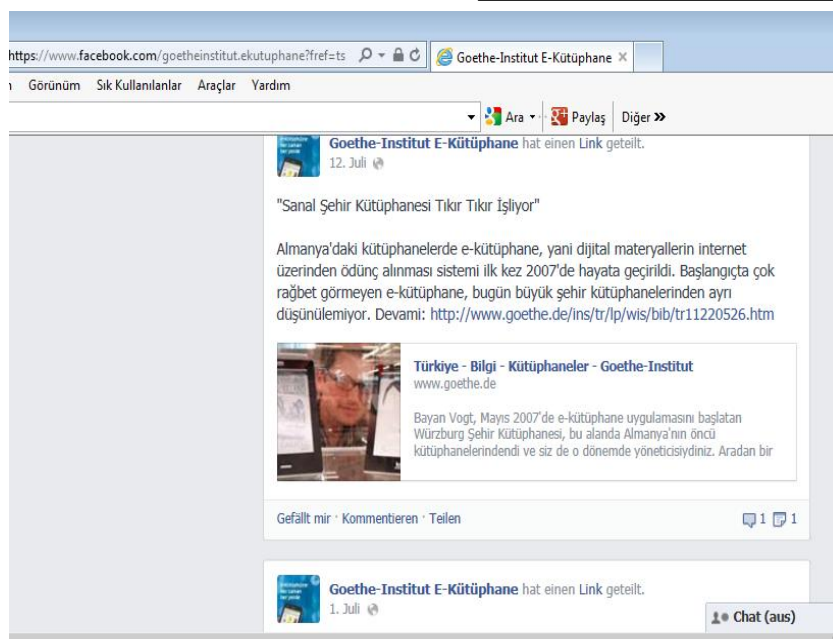 https://www.facebook.com/goetheinstitut.ekutuphane?fref=ts
Goethe-Institut E-Kütüphane
Görünüm Sık Kullanılanlar Araçlar Yardım
Ara Paylaş Diğer
Goethe-Institut E-Kütüphane hat einen Link geteilt.
12. Juli
"Sanal Şehir Kütüphanesi Tıkır Tıkır İşliyor"
Almanya'daki kütüphanelerde e-kütüphane, yani dijital materyallerin internet
üzerinden ödünç alınması sistemi ilk kez 2007'de hayata geçirildi. Başlangıçta çok
rağbet görmeyen e-kütüphane, bugün büyük şehir kütüphanelerinden ayrı
düşünülemiyor. Devami: http://www.goethe.de/ins/tr/lp/wis/bib/tr11220526.htm
Türkiye - Bilgi - Kütüphaneler - Goethe-Institut
www.goethe.de
Bayan Vogt, Mayıs 2007'de e-kütüphane uygulamasını başlatan
Würzburg Şehir Kütüphanesi, bu alanda Almanya'nın öncü
kütüphanelerindendi ve siz de o dönemde yöneticisiydiniz. Aradan bir
Gefällt mir · Kommentieren · Teilen
1 1
Goethe-Institut E-Kütüphane hat einen Link geteilt.
1. Juli
Chat (aus)